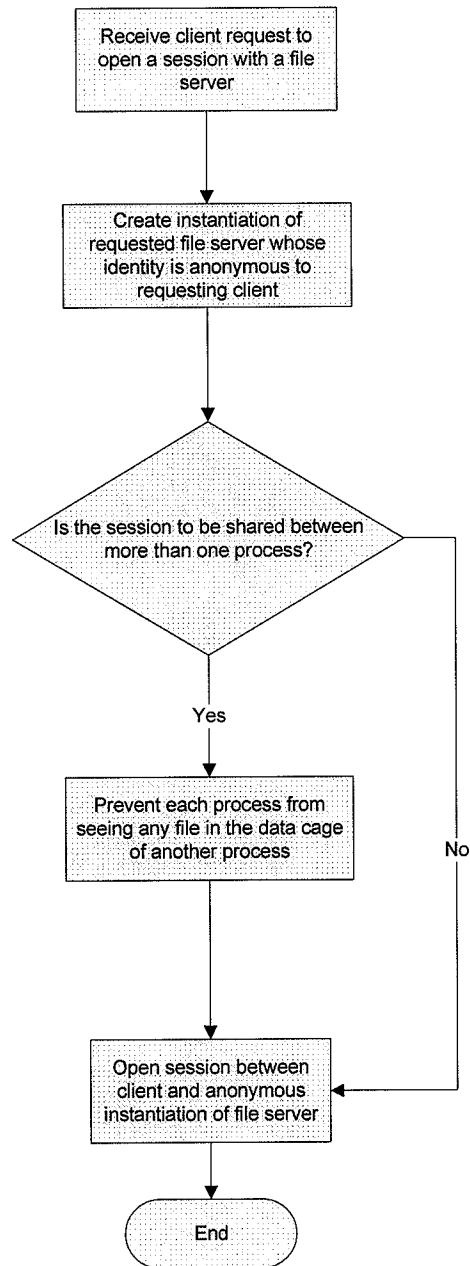 Receive client request to
open a session with a file
server
Create instantiation of
requested file server whose
identity is anonymous to
requesting client
Is the session to be shared between
more than one process?
Yes
Prevent each process from
seeing any file in the data cage
of another process
No
Open session between
client and anonymous
instantiation of file server
End